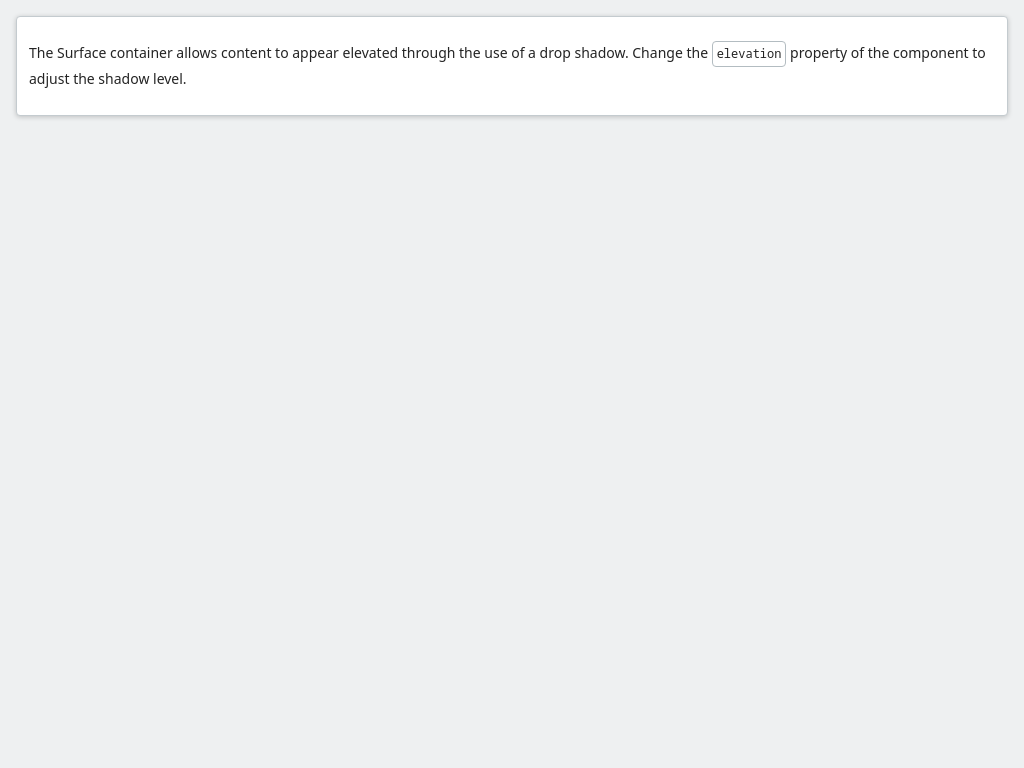 The Surface container allows content to appear elevated through the use of a drop shadow. Change the elevation property of the component to
adjust the shadow level.